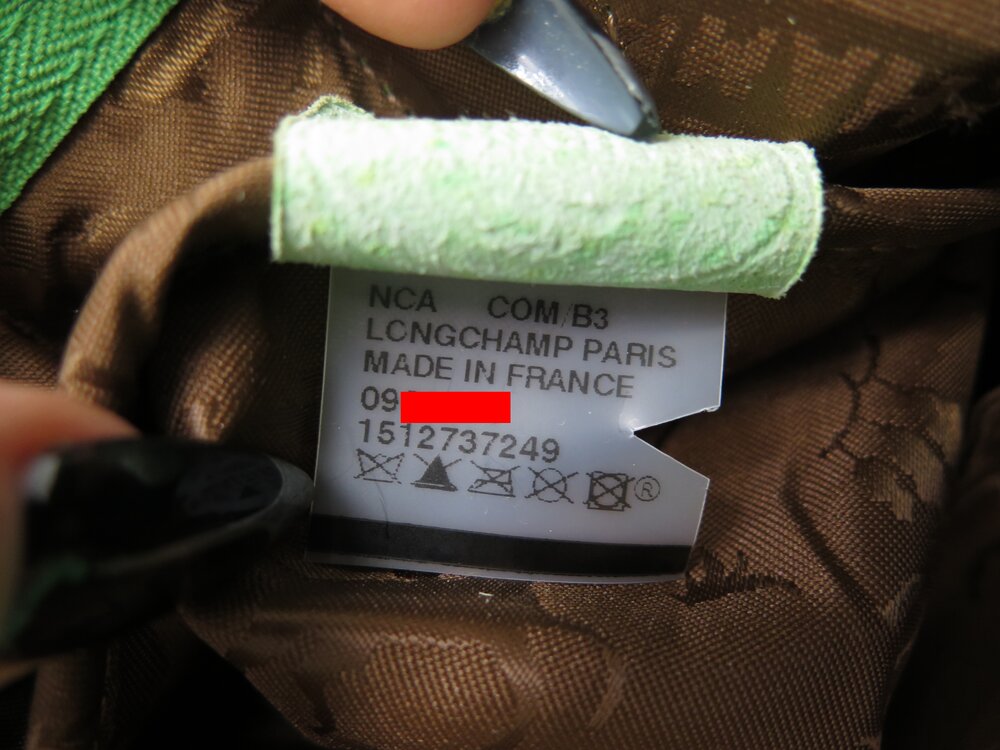 NCA COM/B3
LCNGCHAMP PARIS
MADE IN FRANCE
09
1512737249
®